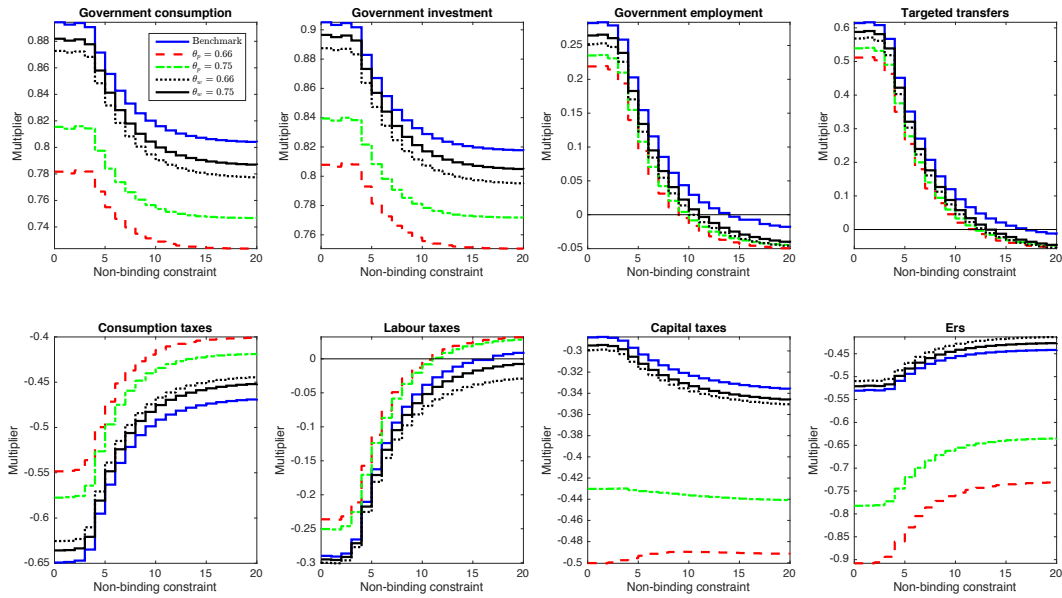 Government consumption
Multiplier
0.88
0.86
0.84
0.82
0.8
0.78
0.76
0.74
0 5 10 15 20
Non-binding constraint
Benchmark
θp = 0.66
θp = 0.75
θw = 0.66
θw = 0.75
Government investment
Multiplier
0.9
0.88
0.86
0.84
0.82
0.8
0.78
0.76
0 5 10 15 20
Non-binding constraint
Government employment
Multiplier
0.25
0.2
0.15
0.1
0.05
0
-0.05
0 5 10 15 20
Non-binding constraint
Targeted transfers
Multiplier
0.6
0.5
0.4
0.3
0.2
0.1
0
0 5 10 15 20
Non-binding constraint
Consumption taxes
Multiplier
-0.4
-0.45
-0.5
-0.55
-0.6
-0.65
0 5 10 15 20
Non-binding constraint
Labour taxes
Multiplier
0
-0.05
-0.1
-0.15
-0.2
-0.25
-0.3
0 5 10 15 20
Non-binding constraint
Capital taxes
Multiplier
-0.3
-0.32
-0.34
-0.36
-0.38
-0.4
-0.42
-0.44
-0.46
-0.48
-0.5
0 5 10 15 20
Non-binding constraint
Ers
Multiplier
-0.45
-0.5
-0.55
-0.6
-0.65
-0.7
-0.75
-0.8
-0.85
-0.9
0 5 10 15 20
Non-binding constraint